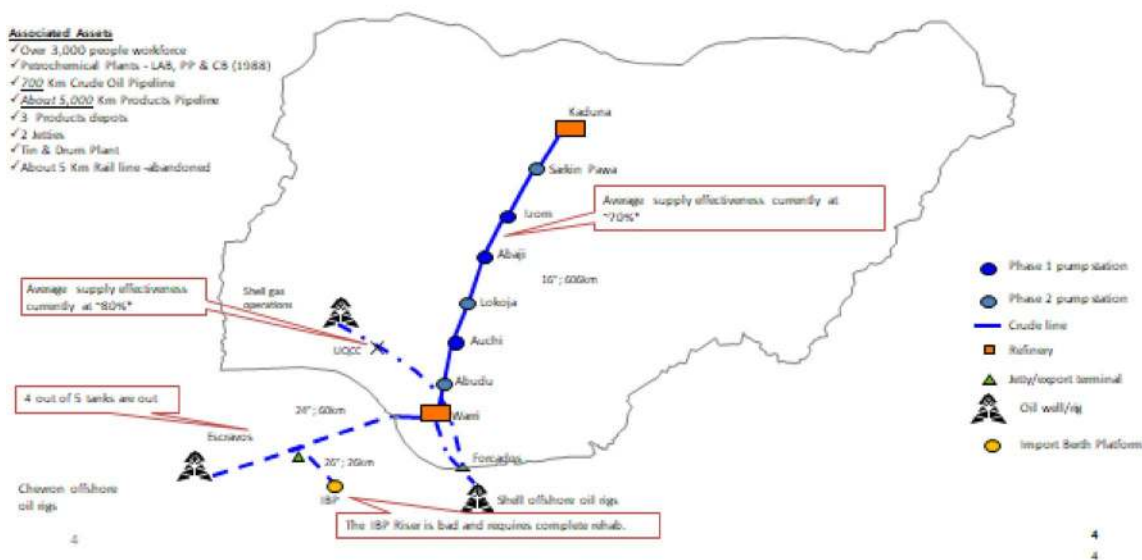 Associated Assets
✓Over 3,000 people workforce
✓Petrochemical Plants - LAB, PP & CB (1988)
✓700 Km Crude Oil Pipeline
✓About 5,000 Km Products Pipeline
✓3 Products depots
✓2 Jetties
✓Tin & Drum Plant
✓About 5 Km Rail line -abandoned
Kaduna
Sarkin Pawa
Average supply effectiveness currently at
"70%"
Izom
Abaji
16"; 606km
Phase 1 pump station
Average supply effectiveness
currently at "80%"
Shell gas
operations
Lokoja
Phase 2 pump station
Crude line
UQCC
Auchi
Refinery
Abudu
Jetty/export terminal
4 out of 5 tanks are out
24"; 60km
Warri
Oil well/rig
Escravos
26"; 26km
Forcados
Import Berth Platform
Chevron offshore
oil rigs
IBP
Shell offshore oil rigs
The IBP Riser is bad and requires complete rehab.
4
4
4